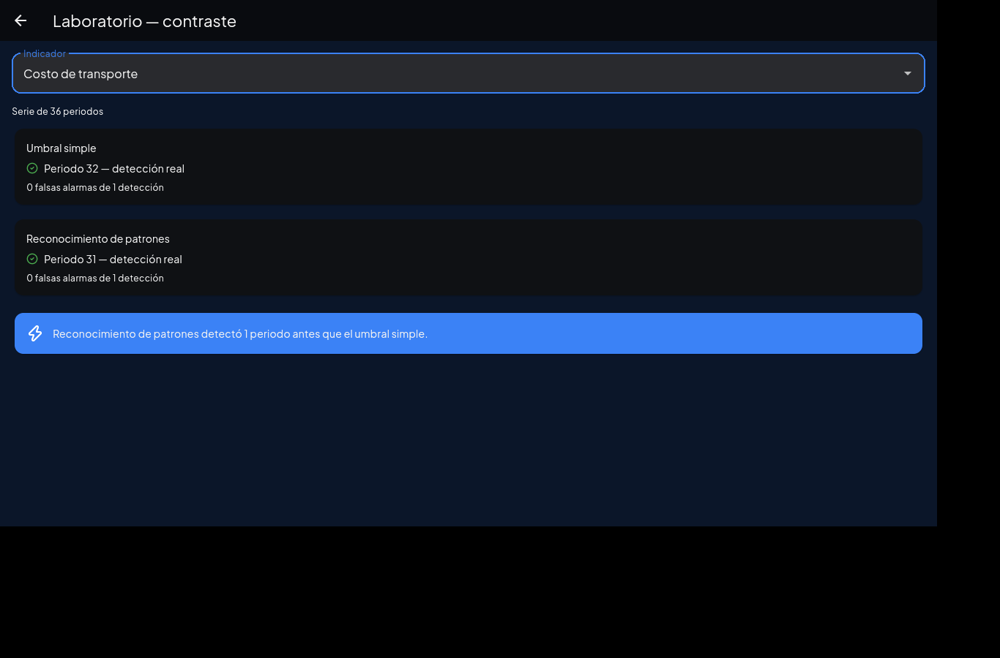 Laboratorio — contraste
Indicador
Costo de transporte
Serie de 36 periodos
Umbral simple
Periodo 32 — detección real
0 falsas alarmas de 1 detección
Reconocimiento de patrones
Periodo 31 — detección real
0 falsas alarmas de 1 detección
Reconocimiento de patrones detectó 1 periodo antes que el umbral simple.